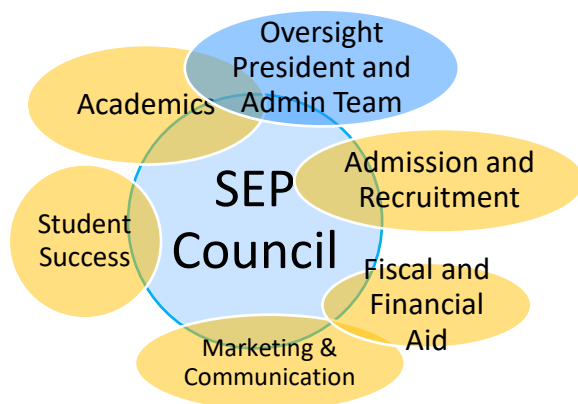 Oversight
President and
Admin Team
Academics
Admission and
Recruitment
SEP
Council
Student
Success
Fiscal and
Financial
Aid
Marketing &
Communication